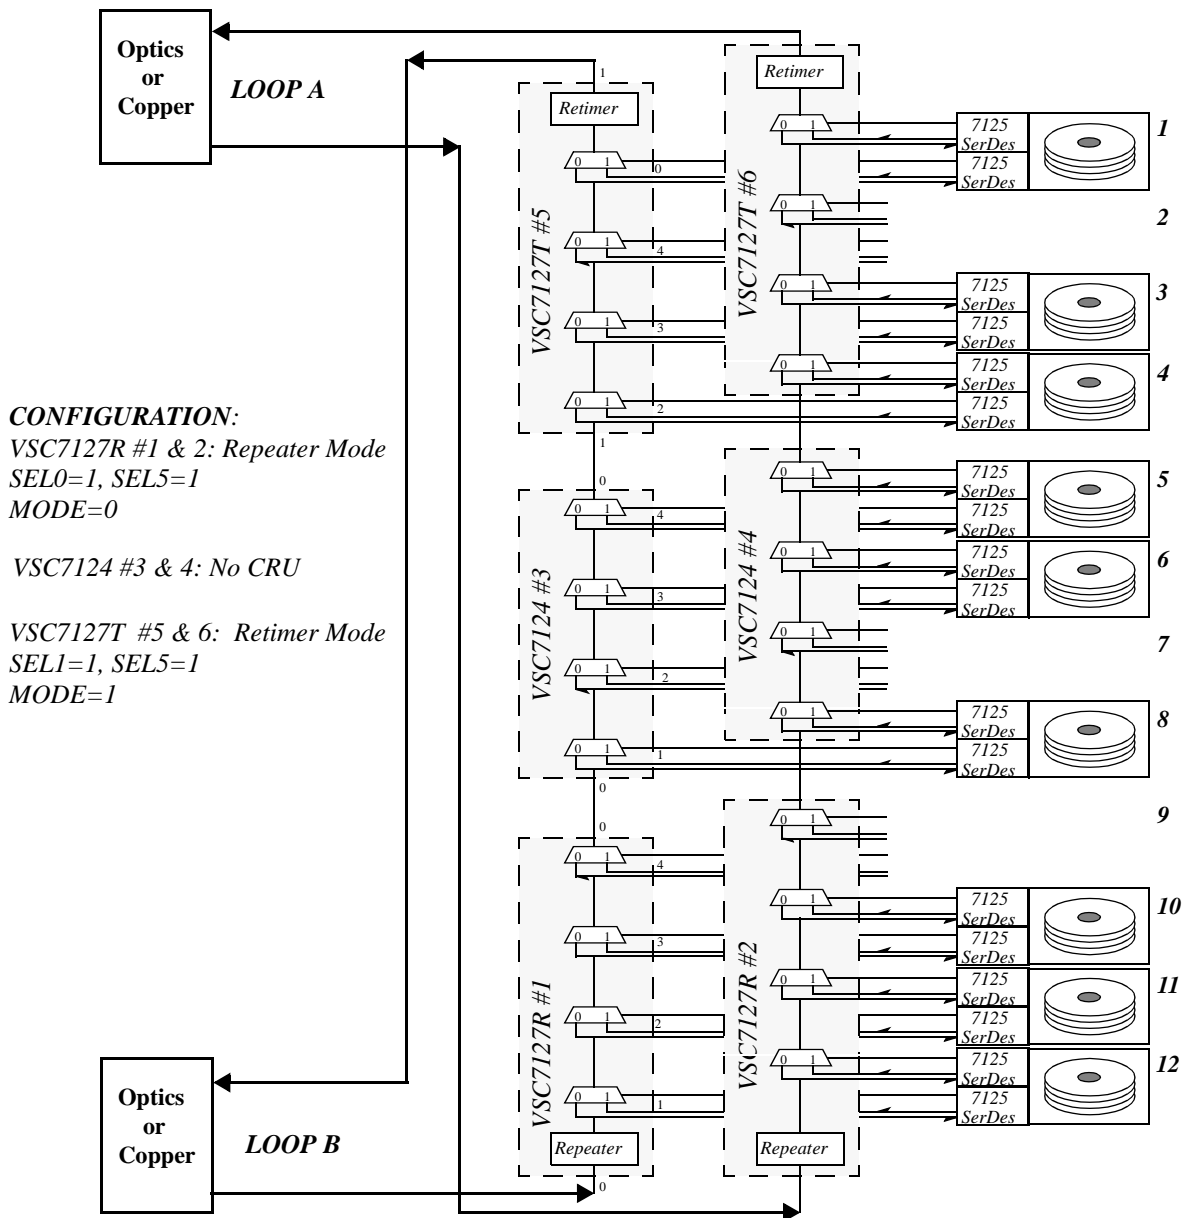 Optics
or
Copper
LOOP A
Retimer
1
Retimer
0 1
7125
SerDes
7125
SerDes
1
0 1
0
VSC7127T #6
0 1
2
VSC7127T #5
0 1
4
0 1
7125
SerDes
7125
SerDes
3
0 1
3
0 1
7125
SerDes
7125
SerDes
4
0 1
2
1
CONFIGURATION:
VSC7127R #1 & 2: Repeater Mode
SEL0=1, SEL5=1
MODE=0
VSC7124 #3 & 4: No CRU
VSC7127T #5 & 6: Retimer Mode
SEL1=1, SEL5=1
MODE=1
0
0 1
7125
SerDes
7125
SerDes
5
0 1
4
VSC7124 #4
0 1
7125
SerDes
7125
SerDes
6
VSC7124 #3
0 1
3
0 1
7
0 1
2
0 1
7125
SerDes
7125
SerDes
8
0 1
1
0
0
0 1
9
0 1
4
0 1
7125
SerDes
7125
SerDes
10
0 1
3
VSC7127R #2
0 1
7125
SerDes
7125
SerDes
11
VSC7127R #1
0 1
2
0 1
7125
SerDes
7125
SerDes
12
0 1
1
Optics
or
Copper
LOOP B
Repeater
Repeater
0